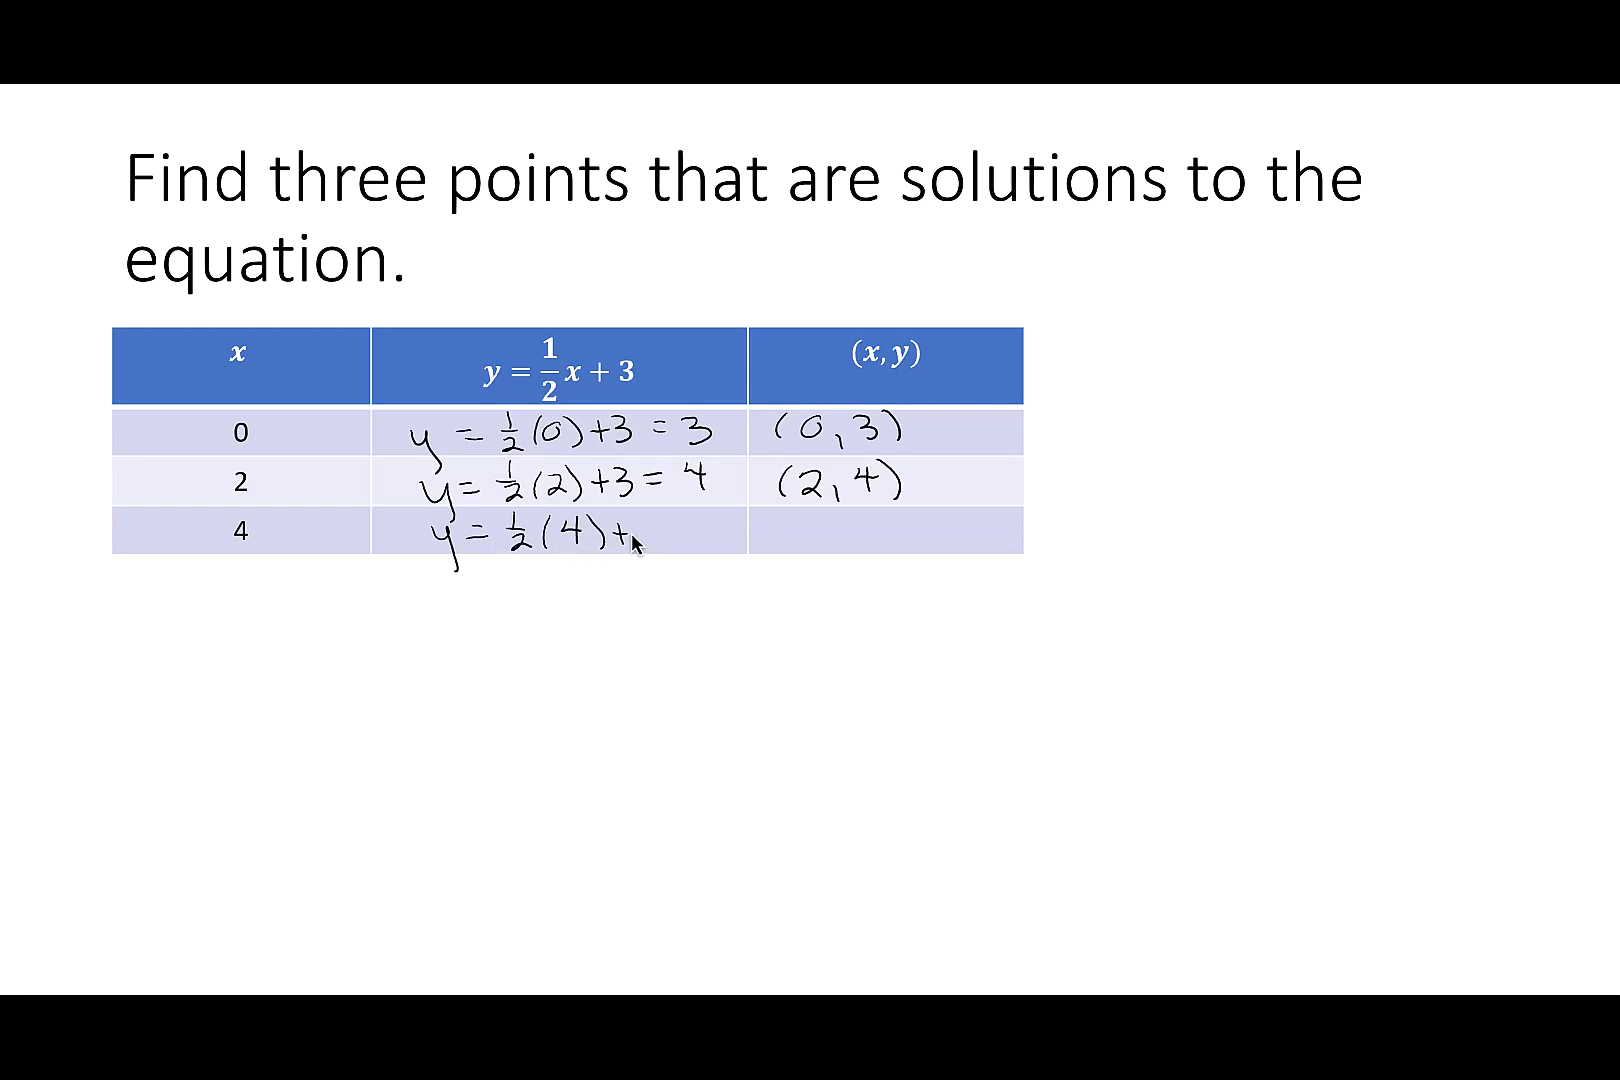 Find three points that are solutions to the
equation.
x y = 1/2 x + 3 (x, y)
0 y = 1/2 (0) + 3 = 3 (0, 3)
2 y = 1/2 (2) + 3 = 4 (2, 4)
4 y = 1/2 (4) +